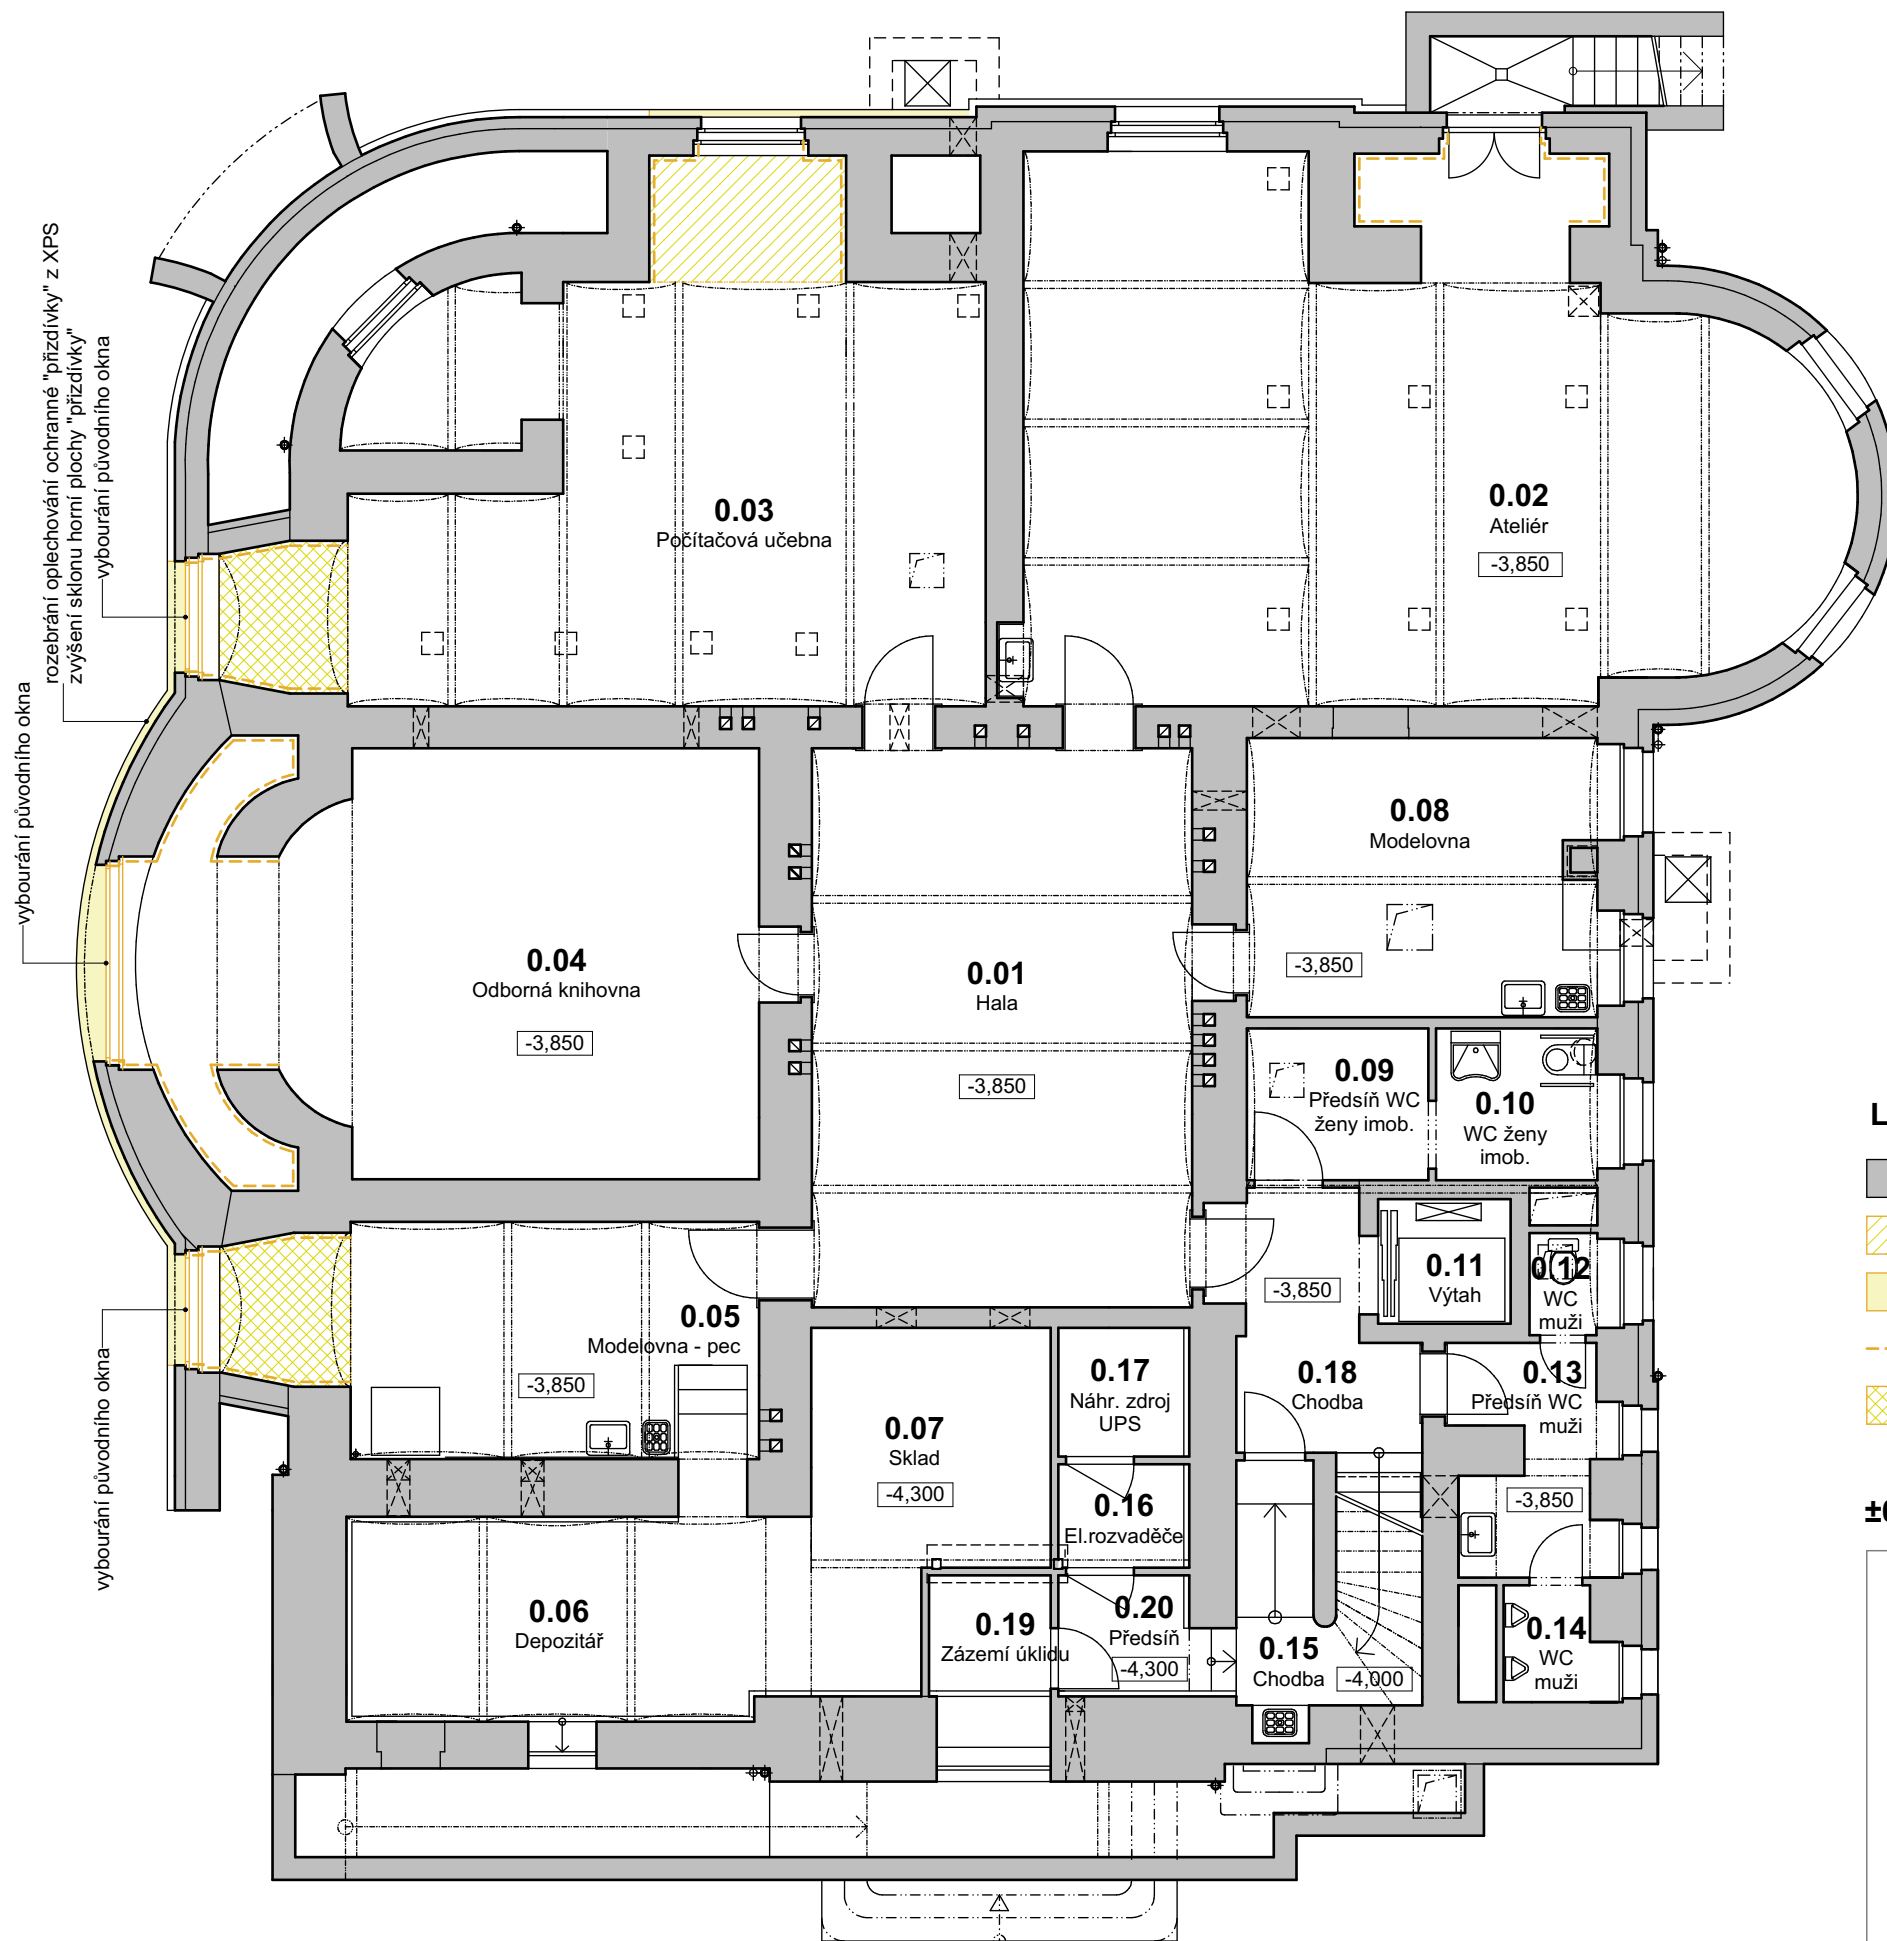 rozebrání oplechování ochranné "přizdívky" z XPS
zvýšení sklonu horní plochy "přizdívky"
vybourání původního okna
vybourání původního okna
vybourání původního okna
0.03
Počítačová učebna
0.02
Ateliér
-3,850
0.04
Odborná knihovna
-3,850
0.01
Hala
-3,850
0.08
Modelovna
-3,850
0.09
Předsíň WC
ženy imob.
0.10
WC ženy
imob.
0.11
Výtah
0.12
WC
muži
-3,850
0.05
Modelovna - pec
-3,850
0.17
Náhr. zdroj
UPS
0.18
Chodba
0.13
Předsíň WC
muži
-3,850
0.07
Sklad
-4,300
0.16
El.rozvaděče
0.06
Depozitář
0.19
Zázemí úklidu
0.20
Předsíň
-4,300
0.15
Chodba
-4,000
0.14
WC
muži
L